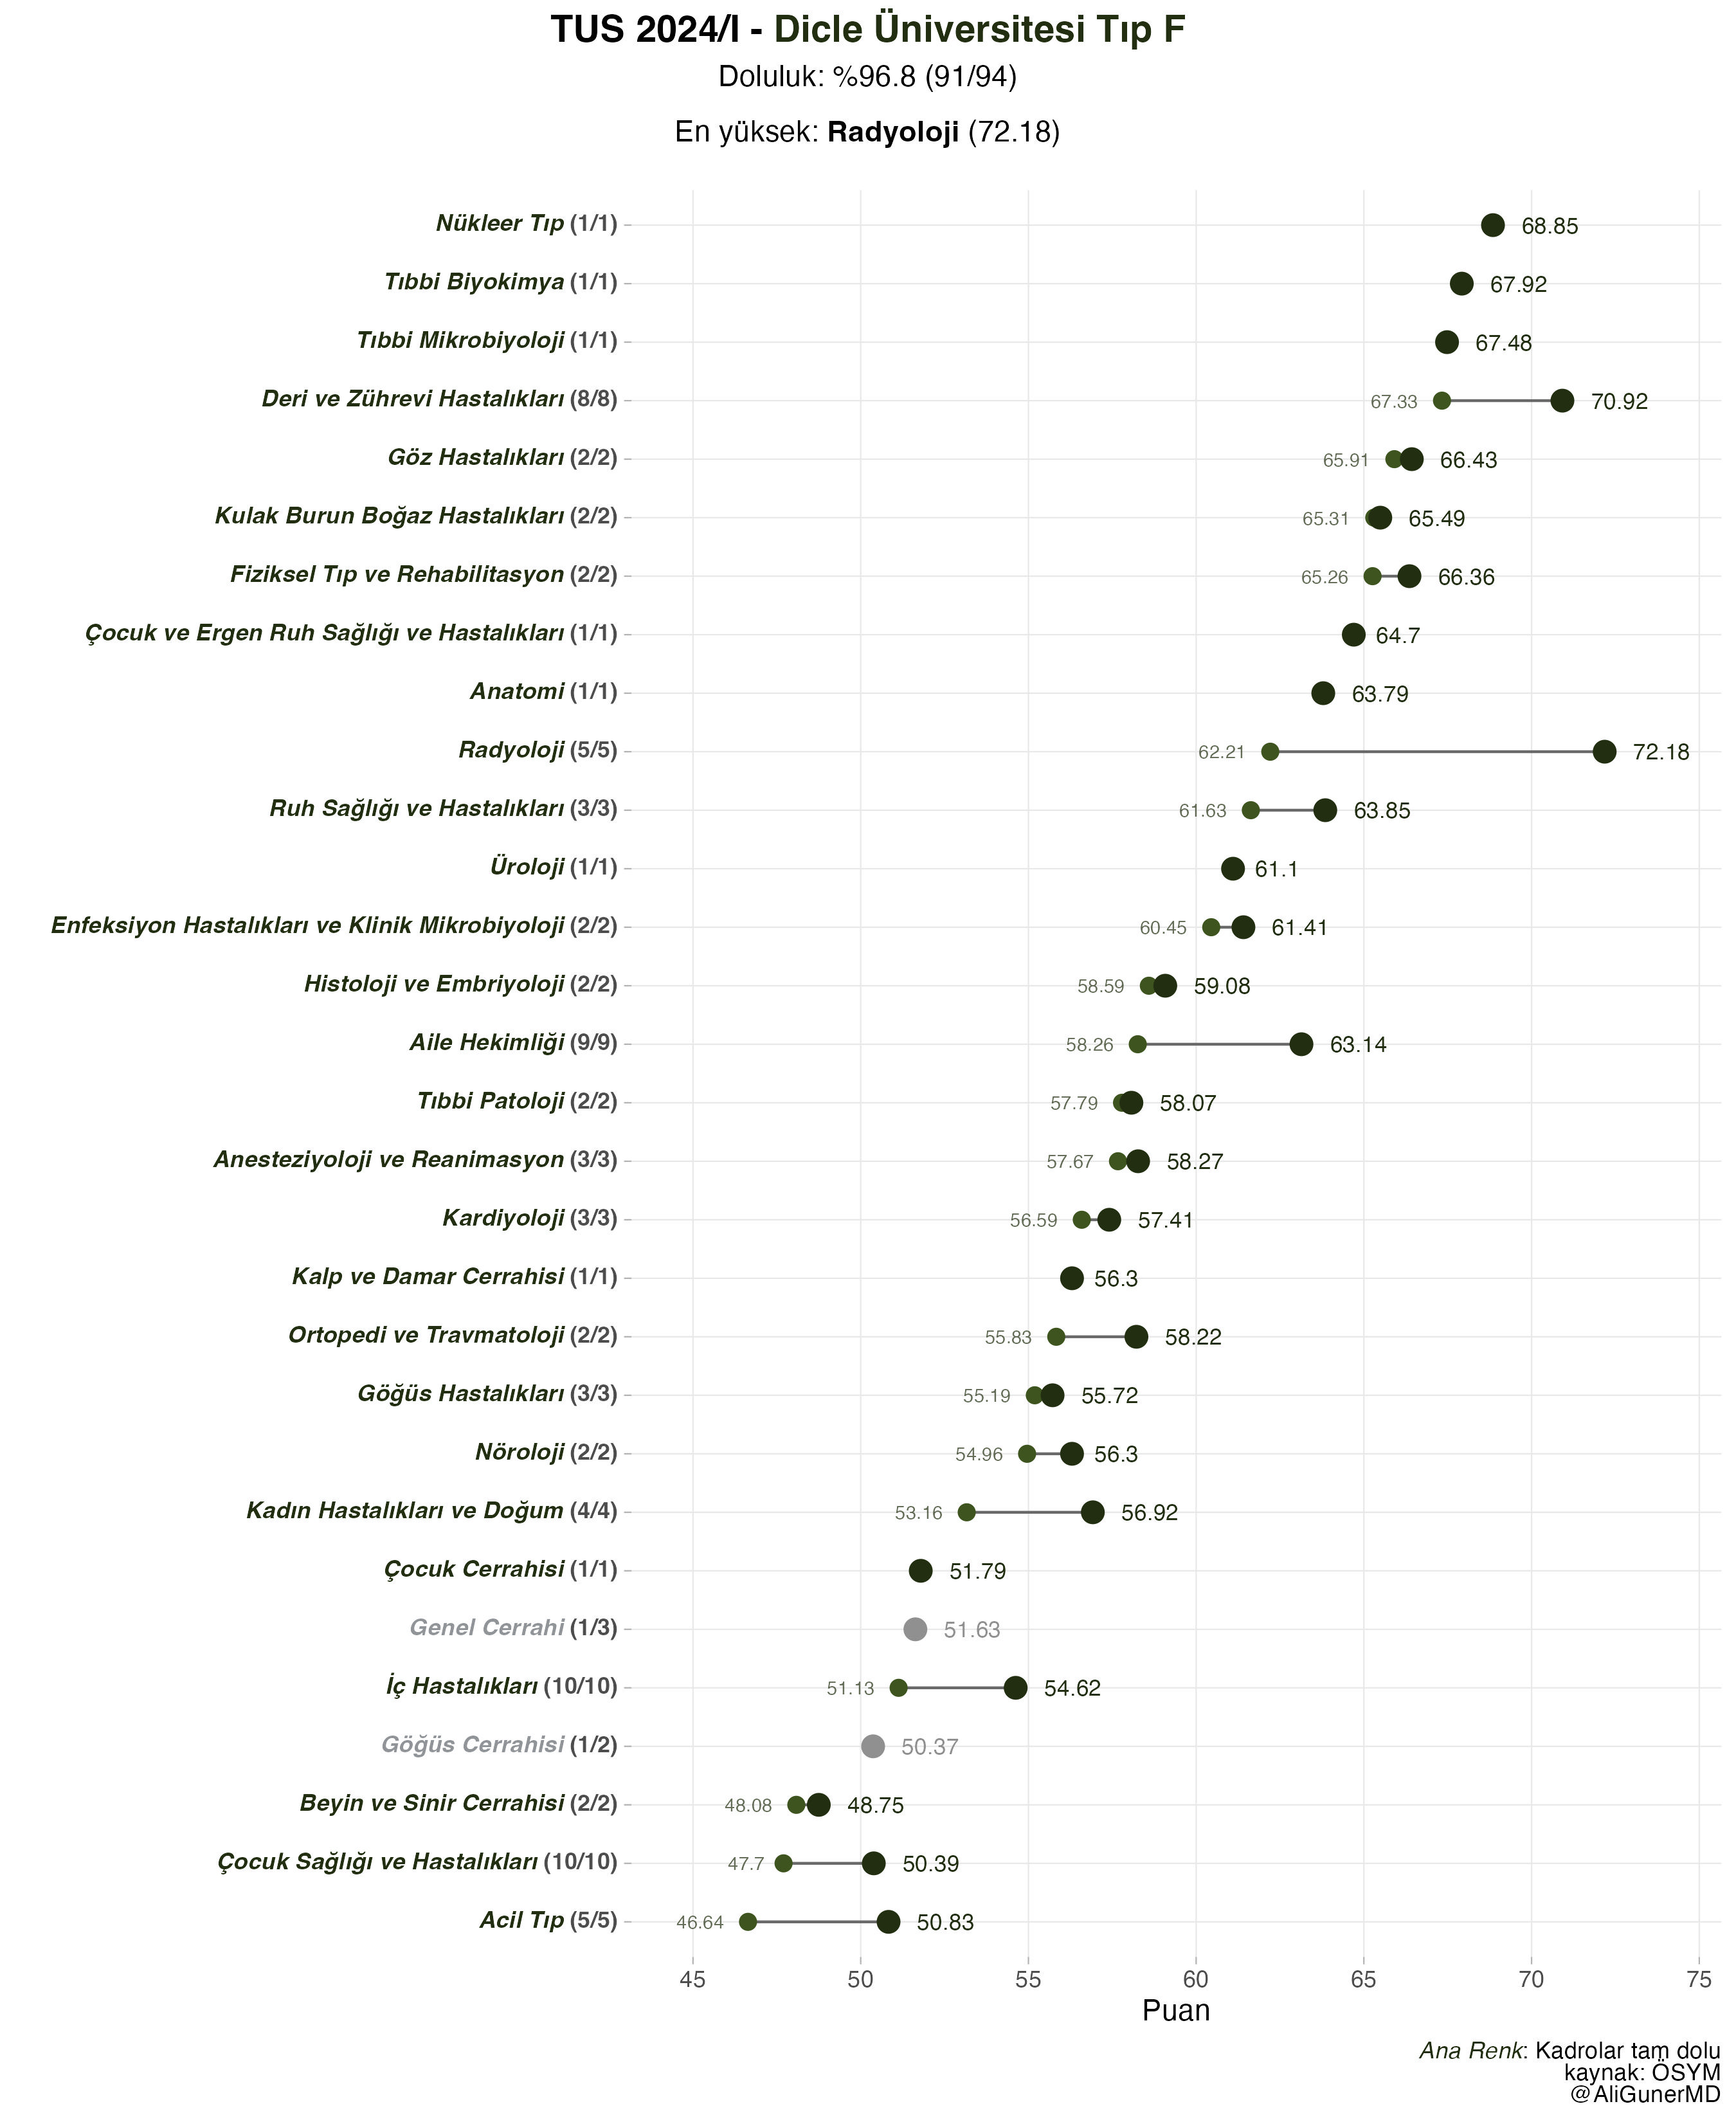 TUS 2024/I - Dicle Üniversitesi Tıp F
Doluluk: %96.8 (91/94)
En yüksek: Radyoloji (72.18)
Nükleer Tıp (1/1) 68.85
Tıbbi Biyokimya (1/1) 67.92
Tıbbi Mikrobiyoloji (1/1) 67.48
Deri ve Zührevi Hastalıkları (8/8) 67.33 70.92
Göz Hastalıkları (2/2) 65.91 66.43
Kulak Burun Boğaz Hastalıkları (2/2) 65.31 65.49
Fiziksel Tıp ve Rehabilitasyon (2/2) 65.26 66.36
Çocuk ve Ergen Ruh Sağlığı ve Hastalıkları (1/1) 64.7
Anatomi (1/1) 63.79
Radyoloji (5/5) 62.21 72.18
Ruh Sağlığı ve Hastalıkları (3/3) 61.63 63.85
Üroloji (1/1) 61.1
Enfeksiyon Hastalıkları ve Klinik Mikrobiyoloji (2/2) 60.45 61.41
Histoloji ve Embriyoloji (2/2) 58.59 59.08
Aile Hekimliği (9/9) 58.26 63.14
Tıbbi Patoloji (2/2) 57.79 58.07
Anesteziyoloji ve Reanimasyon (3/3) 57.67 58.27
Kardiyoloji (3/3) 56.59 57.41
Kalp ve Damar Cerrahisi (1/1) 56.3
Ortopedi ve Travmatoloji (2/2) 55.83 58.22
Göğüs Hastalıkları (3/3) 55.19 55.72
Nöroloji (2/2) 54.96 56.3
Kadın Hastalıkları ve Doğum (4/4) 53.16 56.92
Çocuk Cerrahisi (1/1) 51.79
Genel Cerrahi (1/3) 51.63
İç Hastalıkları (10/10) 51.13 54.62
Göğüs Cerrahisi (1/2) 50.37
Beyin ve Sinir Cerrahisi (2/2) 48.08 48.75
Çocuk Sağlığı ve Hastalıkları (10/10) 47.7 50.39
Acil Tıp (5/5) 46.64 50.83
45 50 55 60 65 70 75
Puan
Ana Renk: Kadrolar tam dolu
kaynak: ÖSYM
@AliGunerMD